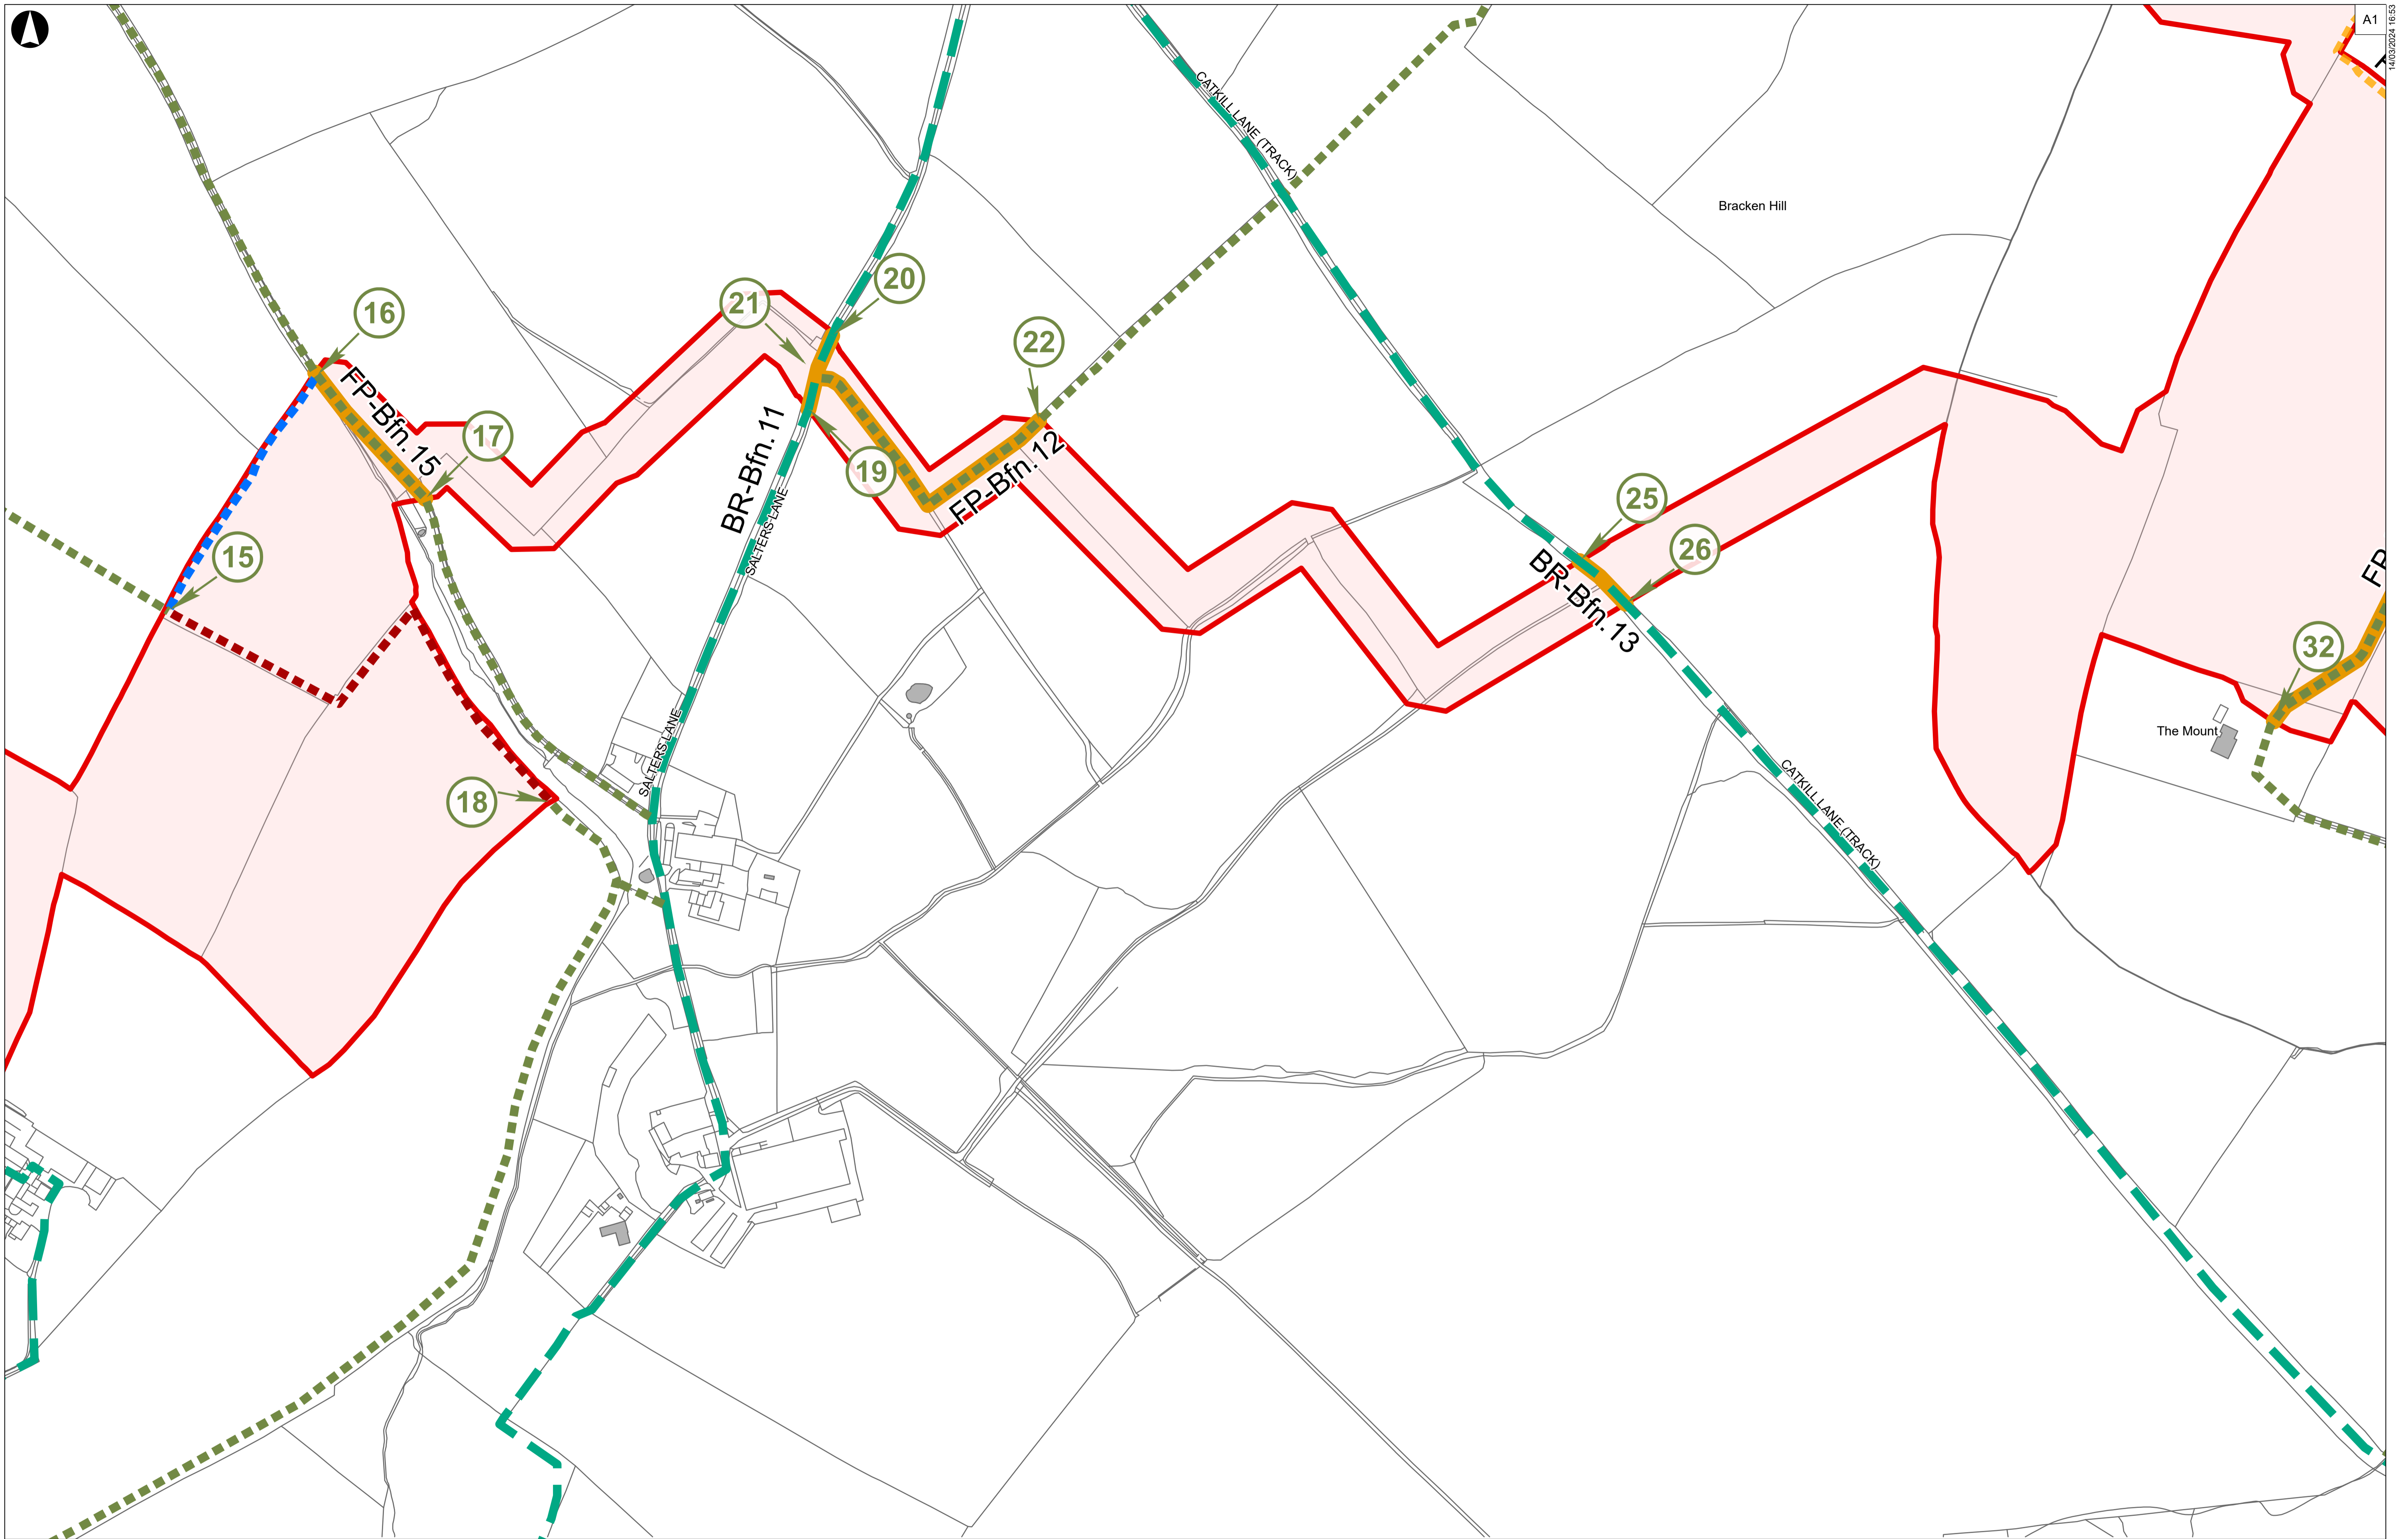 A1
14/03/2024 16:53
CATKILL LANE (TRACK)
Bracken Hill
20
21
16
22
FP-Bfn.15
17
BR-Bfn.11
19
FP-Bfn.12
25
SALTERS LANE
26
15
BR-Bfn.13
FP
32
The Mount
SALTERS LANE
18
CATKILL LANE (TRACK)